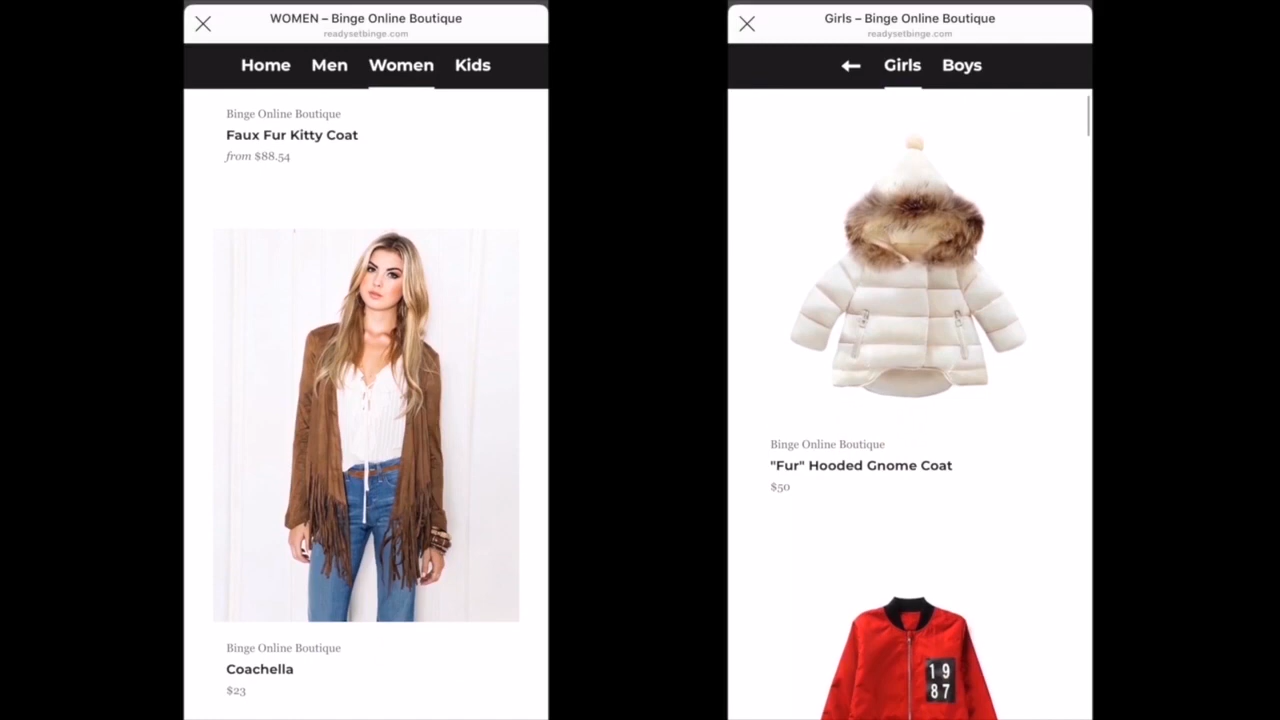 WOMEN – Binge Online Boutique
readysetbinge.com
Home Men Women Kids
Binge Online Boutique
Faux Fur Kitty Coat
from $88.54
Binge Online Boutique
Coachella
$23
Girls – Binge Online Boutique
readysetbinge.com
Girls Boys
Binge Online Boutique
"Fur" Hooded Gnome Coat
$50
19
87